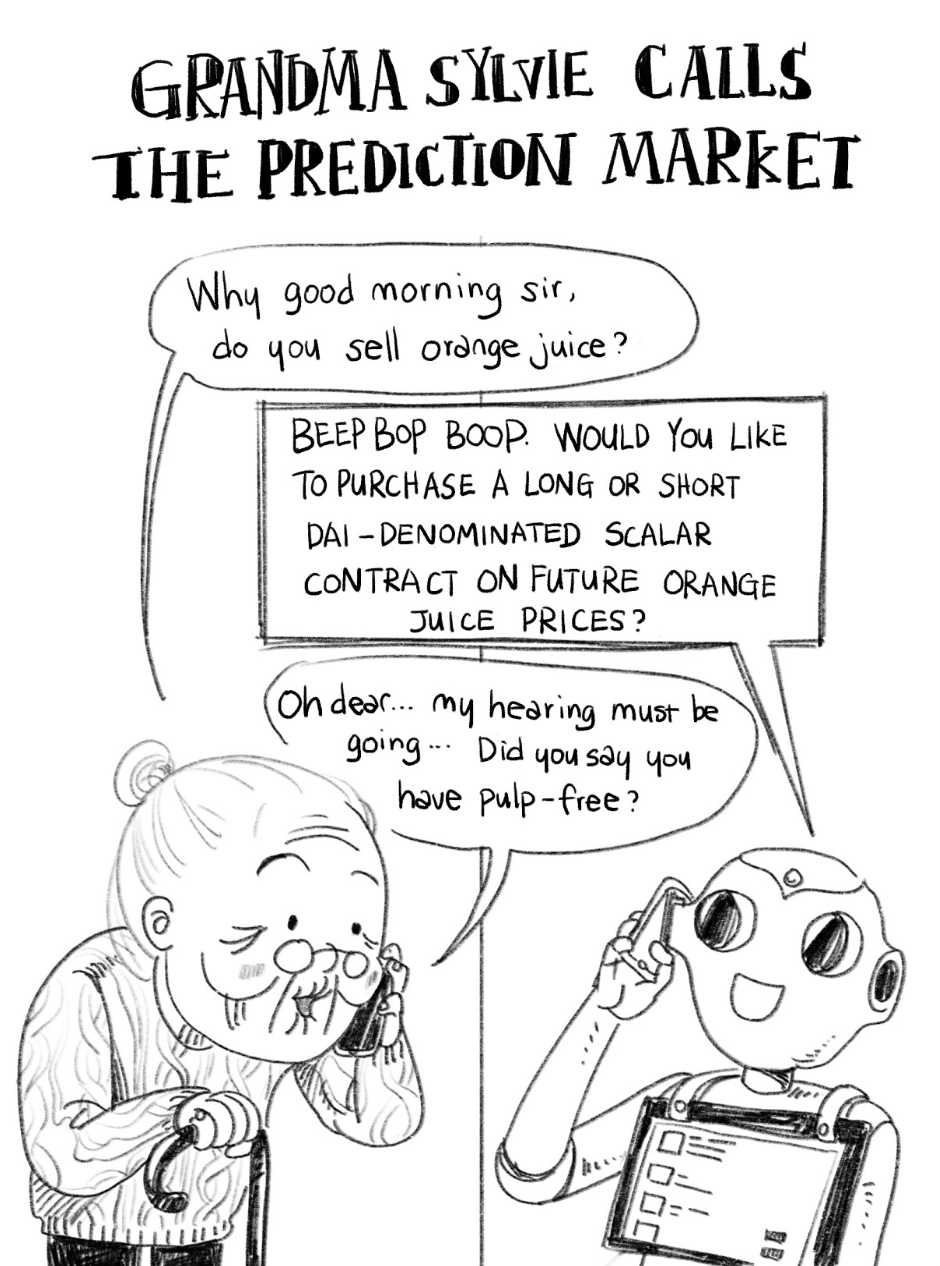 GRANDMA SYLVIE CALLS
THE PREDICTION MARKET
Why good morning sir,
do you sell orange juice?
BEEP BOP BOOP. WOULD YOU LIKE
TO PURCHASE A LONG OR SHORT
DAI-DENOMINATED SCALAR
CONTRACT ON FUTURE ORANGE
JUICE PRICES?
Oh dear... my hearing must be
going... Did you say you
have pulp-free?